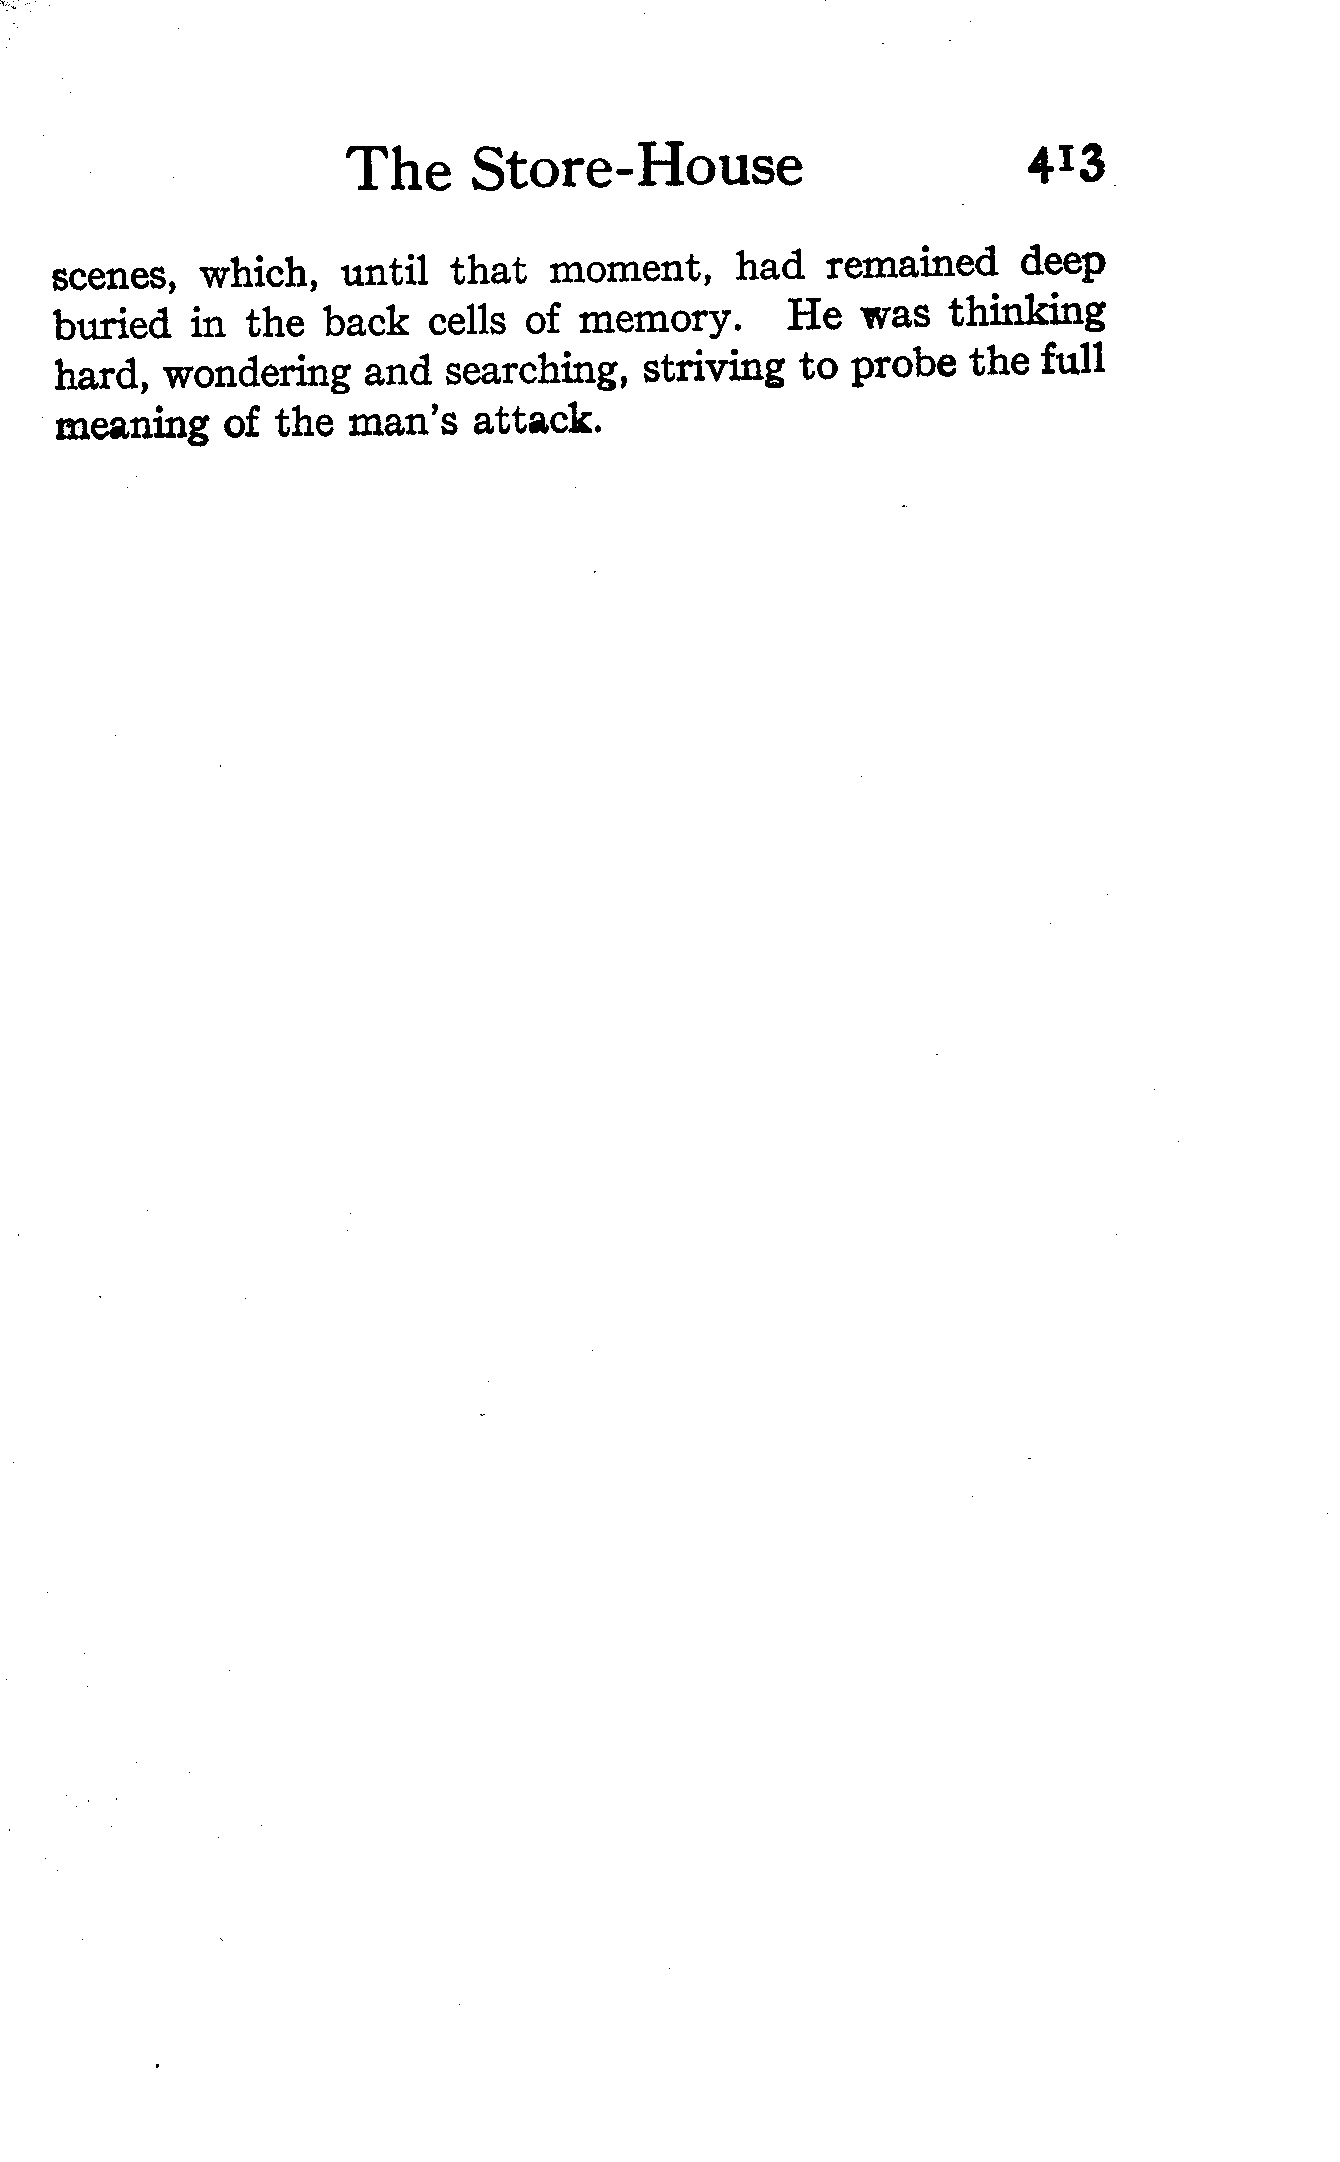 The Store-House 413
scenes, which, until that moment, had remained deep
buried in the back cells of memory. He was thinking
hard, wondering and searching, striving to probe the full
meaning of the man's attack.